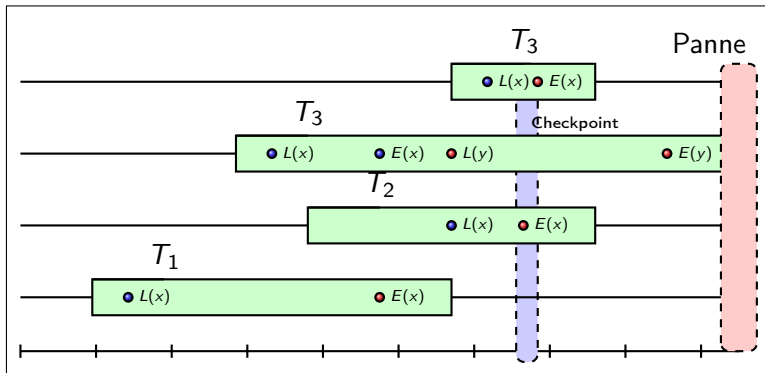 T3
Panne
L(x) E(x)
Checkpoint
T3
L(x) E(x) L(y) E(y)
T2
L(x) E(x)
T1
L(x) E(x)